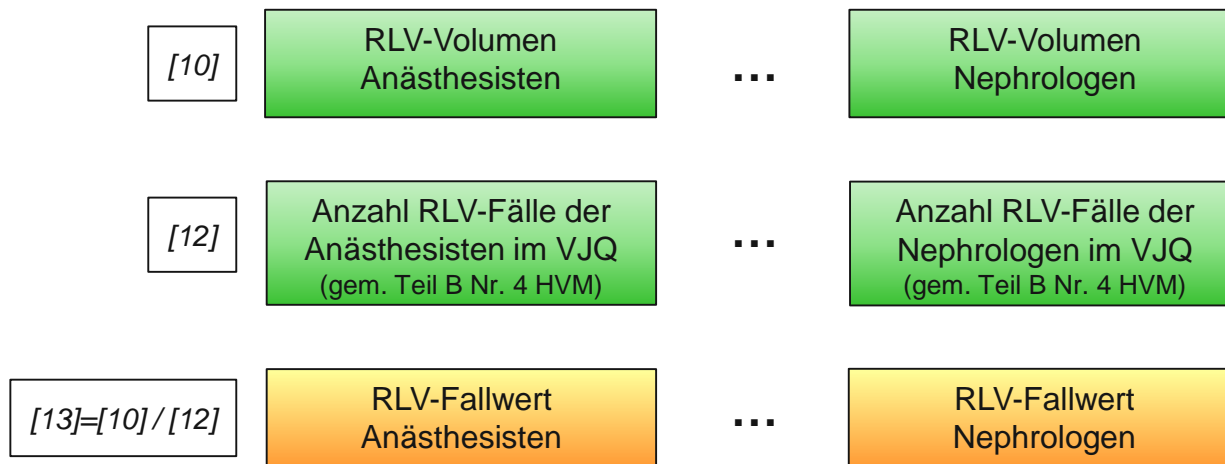 [10]
RLV-Volumen
Anästhesisten
...
RLV-Volumen
Nephrologen
[12]
Anzahl RLV-Fälle der
Anästhesisten im VJQ
(gem. Teil B Nr. 4 HVM)
...
Anzahl RLV-Fälle der
Nephrologen im VJQ
(gem. Teil B Nr. 4 HVM)
[13]=[10] / [12]
RLV-Fallwert
Anästhesisten
...
RLV-Fallwert
Nephrologen